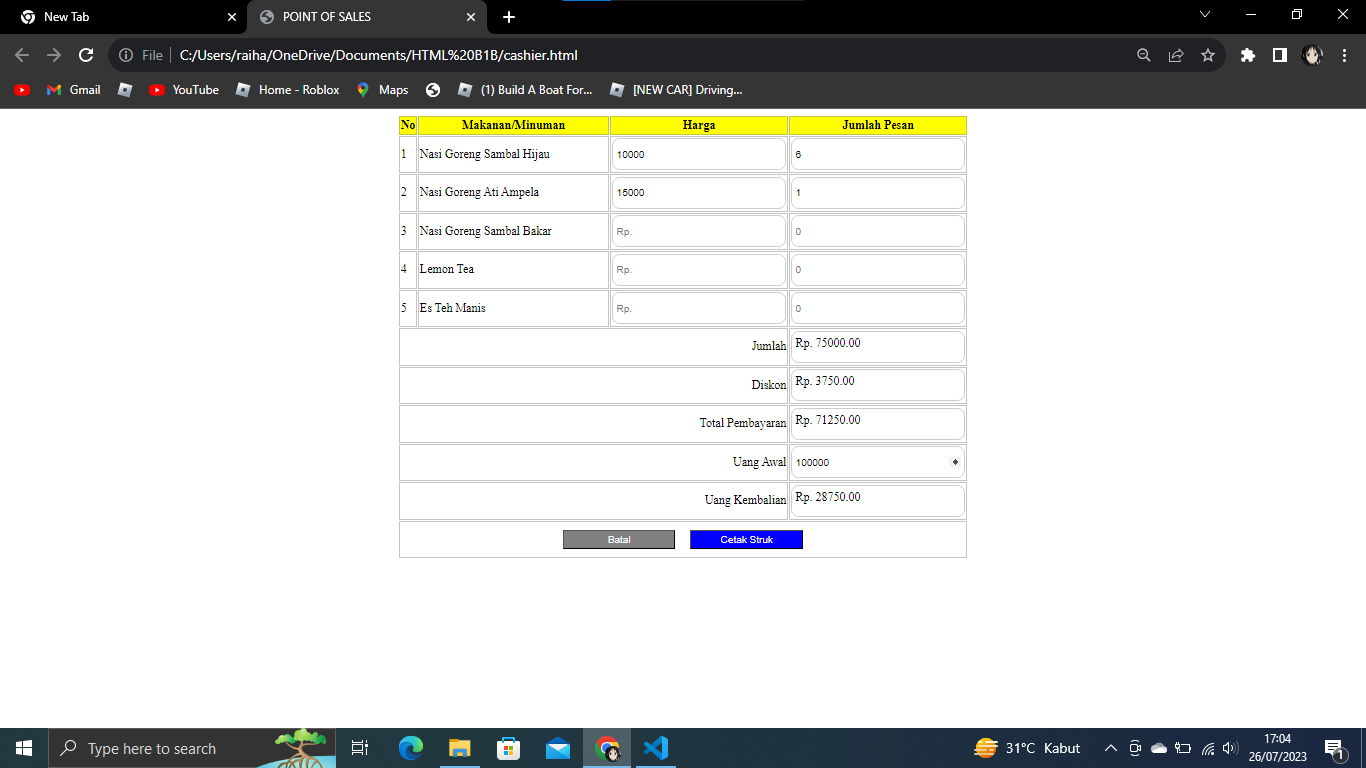 New Tab
POINT OF SALES
File C:/Users/raiha/OneDrive/Documents/HTML%20B1B/cashier.html
Gmail YouTube Home - Roblox Maps (1) Build A Boat For... [NEW CAR] Driving...
No Makanan/Minuman Harga Jumlah Pesan
1 Nasi Goreng Sambal Hijau 10000 6
2 Nasi Goreng Ati Ampela 15000 1
3 Nasi Goreng Sambal Bakar Rp. 0
4 Lemon Tea Rp. 0
5 Es Teh Manis Rp. 0
Jumlah Rp. 75000.00
Diskon Rp. 3750.00
Total Pembayaran Rp. 71250.00
Uang Awal 100000
Uang Kembalian Rp. 28750.00
Batal Cetak Struk
Type here to search
31°C Kabut
17:04
26/07/2023
1